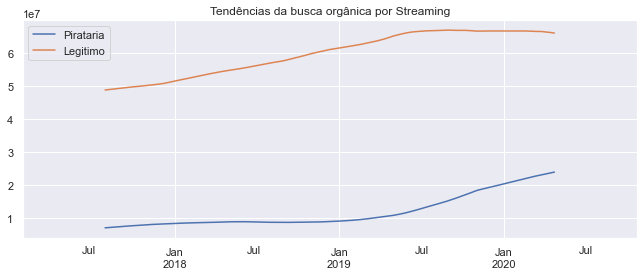 Tendências da busca orgânica por Streaming
1e7
Pirataria
Legitimo
6
5
4
3
2
1
Jul
Jan
2018
Jul
Jan
2019
Jul
Jan
2020
Jul